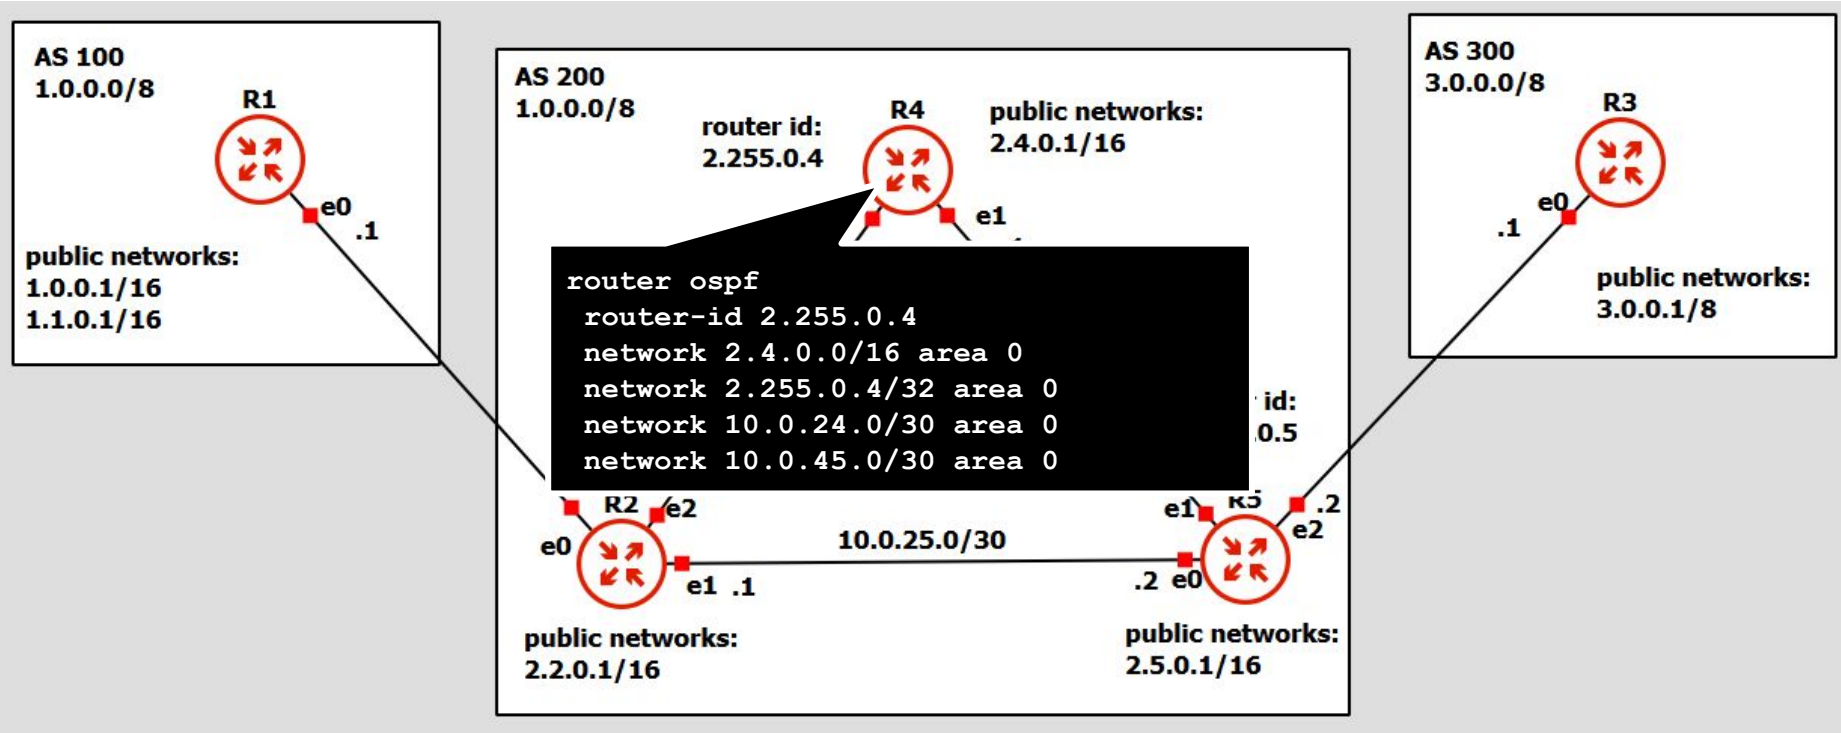 AS 100
1.0.0.0/8
R1
e0
.1
public networks:
1.0.0.1/16
1.1.0.1/16
AS 200
1.0.0.0/8
router id:
2.255.0.4
R4
public networks:
2.4.0.1/16
e1
router ospf
router-id 2.255.0.4
network 2.4.0.0/16 area 0
network 2.255.0.4/32 area 0
network 10.0.24.0/30 area 0
network 10.0.45.0/30 area 0
id:
.0.5
R2
e2
e0
e1 .1
10.0.25.0/30
public networks:
2.2.0.1/16
e1
R5
.2
e2
.2 e0
public networks:
2.5.0.1/16
AS 300
3.0.0.0/8
R3
e0
.1
public networks:
3.0.0.1/8